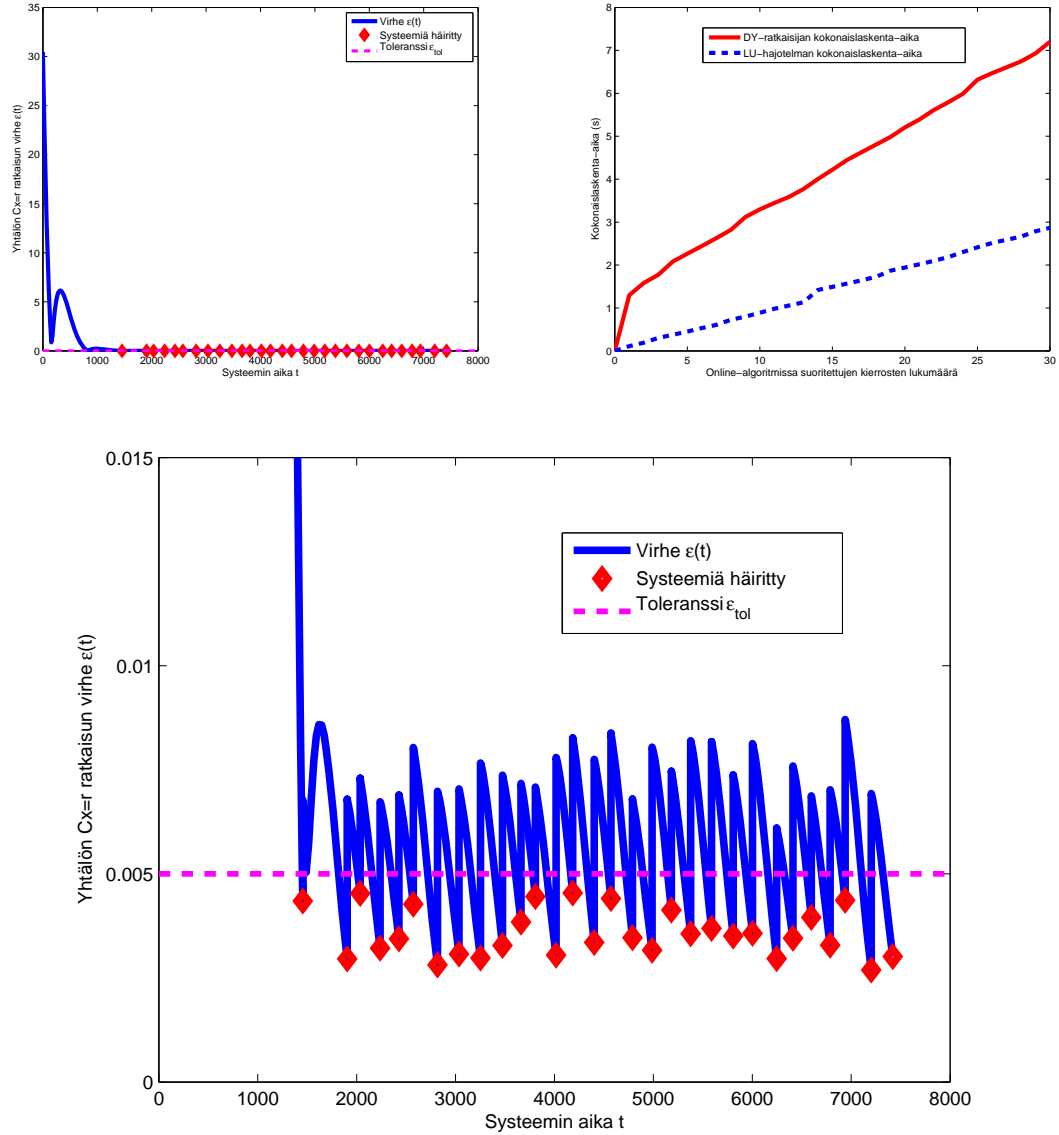 35
30
25
20
15
10
5
0
Yhtälön Cx=r ratkaisun virhe ε(t)
Virhe ε(t)
Systeemiä häiritty
Toleranssi ε_tol
0 1000 2000 3000 4000 5000 6000 7000 8000
Systeemin aika t
8
7
6
5
4
3
2
1
0
Kokonaislaskenta−aika (s)
DY−ratkaisijan kokonaislaskenta−aika
LU−hajotelman kokonaislaskenta−aika
0 5 10 15 20 25 30
Online−algoritmissa suoritettujen kierrosten lukumäärä
0.015
0.01
0.005
0
Yhtälön Cx=r ratkaisun virhe ε(t)
Virhe ε(t)
Systeemiä häiritty
Toleranssi ε_tol
0 1000 2000 3000 4000 5000 6000 7000 8000
Systeemin aika t